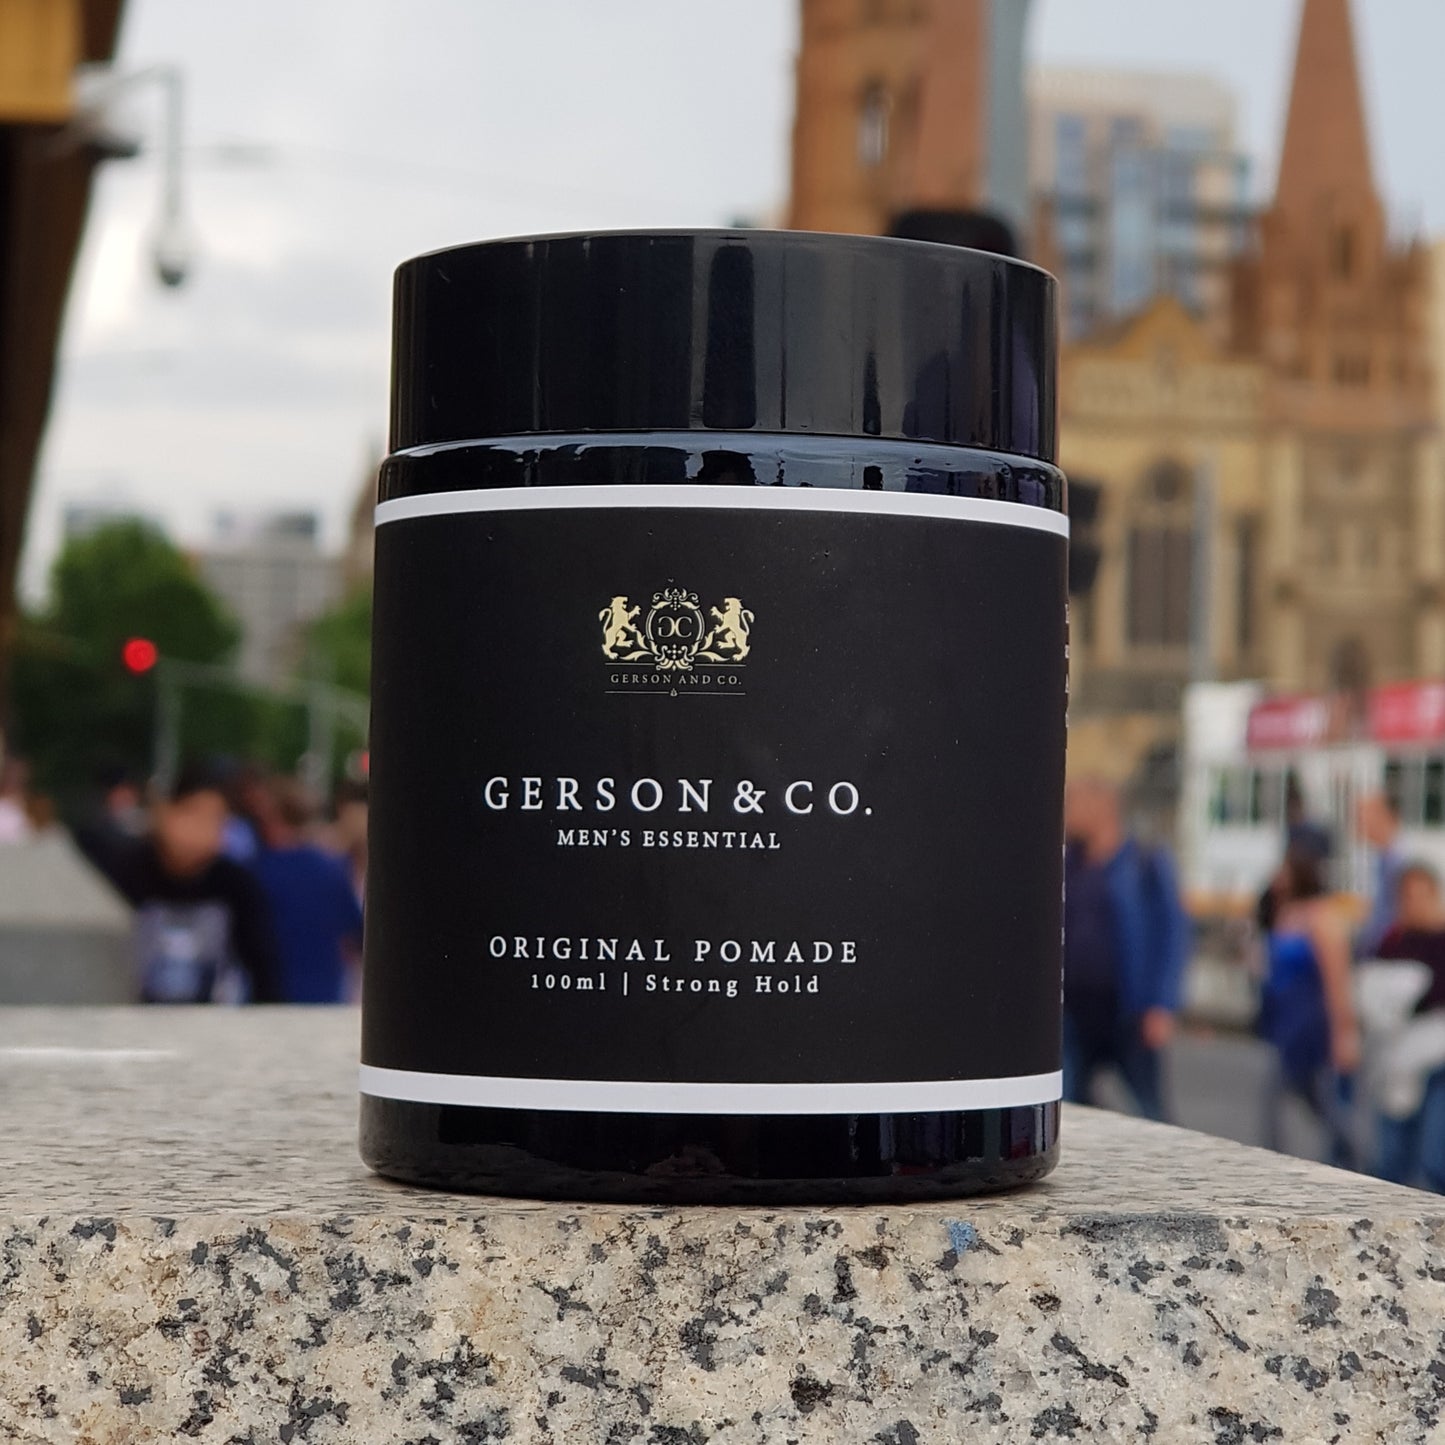 GERSON AND CO.
GERSON & CO.
MEN'S ESSENTIAL
ORIGINAL POMADE
100ml | Strong Hold